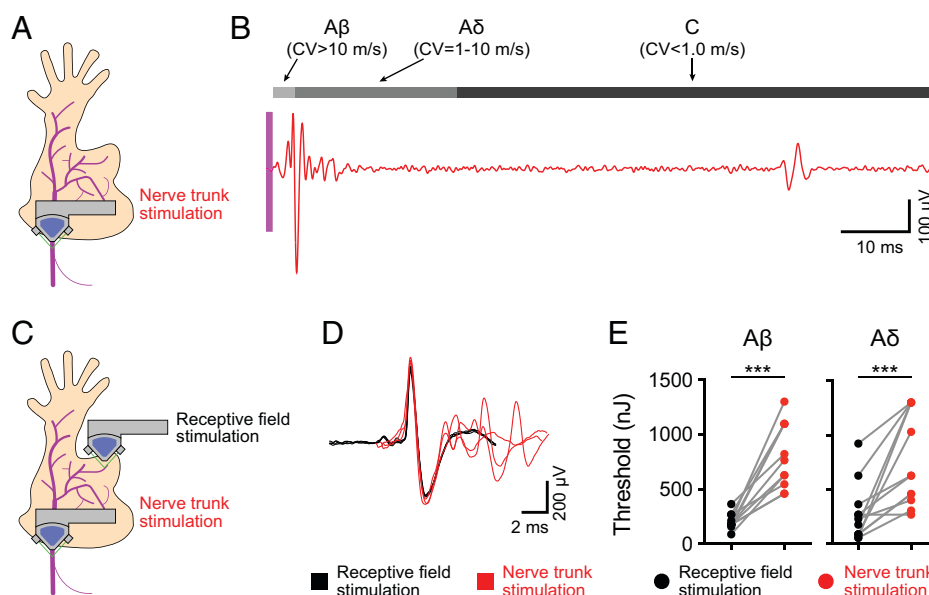 A
Nerve trunk
stimulation
B
Aβ
(CV>10 m/s)
Aδ
(CV=1-10 m/s)
C
(CV<1.0 m/s)
10 ms
100 µV
C
Receptive field
stimulation
Nerve trunk
stimulation
D
2 ms
200 µV
Receptive field
stimulation
Nerve trunk
stimulation
E
Aβ
Aδ
***
***
Threshold (nJ)
1500
1000
500
0
Receptive field
stimulation
Nerve trunk
stimulation